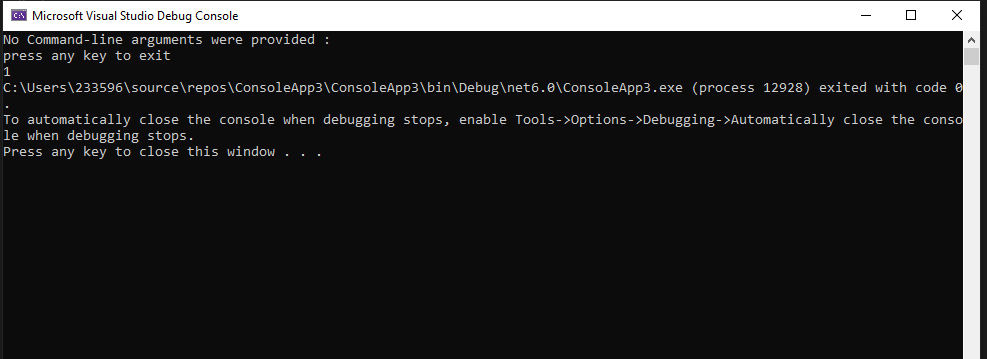 Microsoft Visual Studio Debug Console
No Command-line arguments were provided :
press any key to exit
1
C:\Users\233596\source\repos\ConsoleApp3\ConsoleApp3\bin\Debug\net6.0\ConsoleApp3.exe (process 12928) exited with code 0
.
To automatically close the console when debugging stops, enable Tools->Options->Debugging->Automatically close the conso
le when debugging stops.
Press any key to close this window . . .